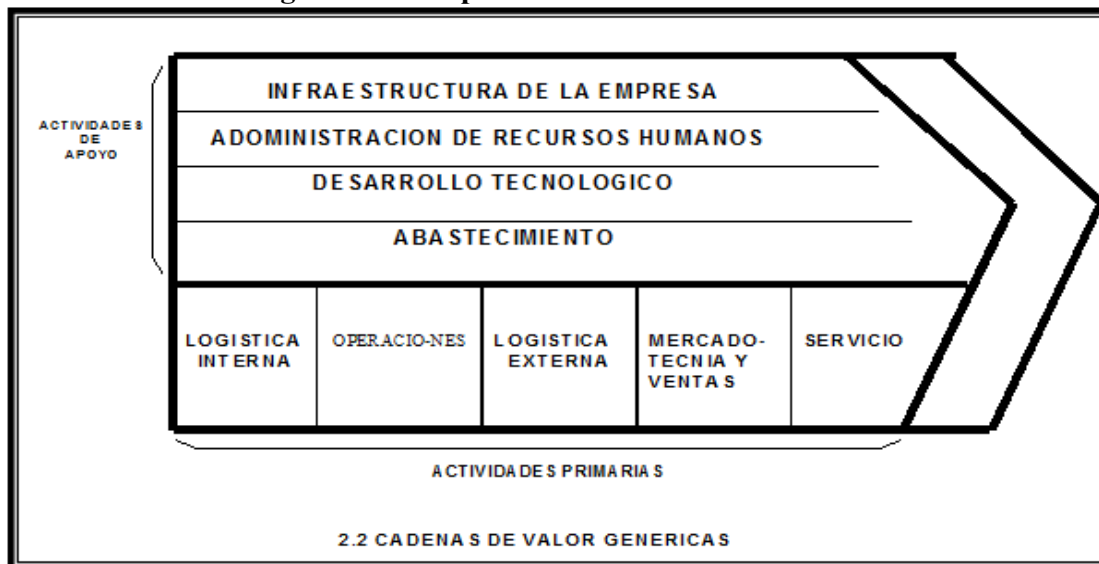 INFRAESTRUCTURA DE LA EMPRESA
ACTIVIDADES
DE
APOYO
ADOMINISTRACION DE RECURSOS HUMANOS
DESARROLLO TECNOLOGICO
ABASTECIMIENTO
LOGISTICA
INTERNA
OPERACIO-NES
LOGISTICA
EXTERNA
MERCADO-
TECNIA Y
VENTAS
SERVICIO
ACTIVIDADES PRIMARIAS
2.2 CADENAS DE VALOR GENERICAS